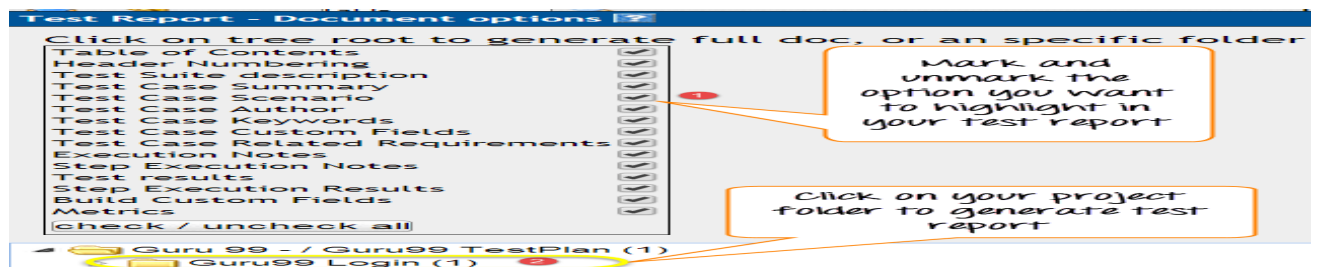 Test Report - Document options ?
Click on tree root to generate full doc, or an specific folder
Table of Contents
Header Numbering
Test Suite description
Test Case Summary
Test Case Scenario
Test Case Author
Test Case Keywords
Test Case Custom Fields
Test Case Related Requirements
Execution Notes
Step Execution Notes
Test results
Step Execution Results
Build Custom Fields
Metrics
check / uncheck all
1
Mark and
unmark the
option you want
to highlight in
your test report
Click on your project
folder to generate test
report
Guru 99 - / Guru99 TestPlan (1)
Guru99 Login (1)
2